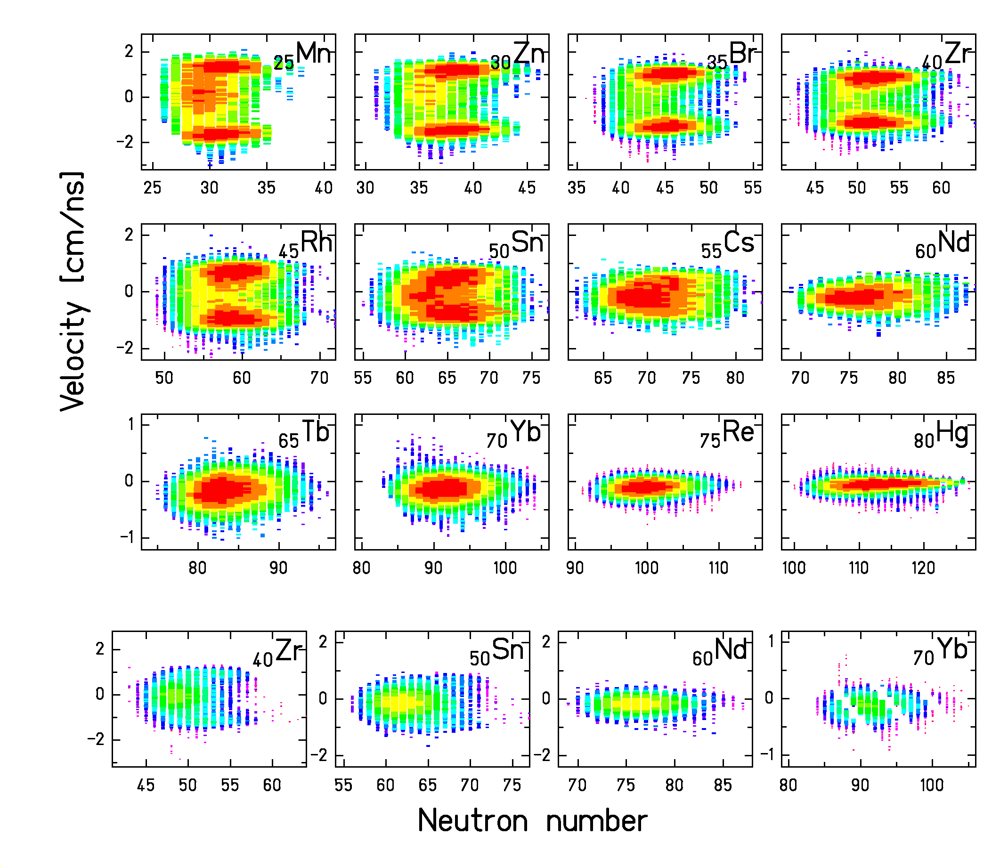 Velocity [cm/ns]
25Mn 30Zn 35Br 40Zr
2
0
−2
25 30 35 40 30 35 40 45 35 40 45 50 55 45 50 55 60
45Rh 50Sn 55Cs 60Nd
2
0
−2
50 60 70 55 60 65 70 75 65 70 75 80 70 75 80 85
65Tb 70Yb 75Re 80Hg
1
0
−1
80 90 80 90 100 90 100 110 100 110 120
40Zr 50Sn 60Nd 70Yb
2 2 2 1
0 0 0 0
−2 −2 −2 −1
45 50 55 60 55 60 65 70 75 70 75 80 85 80 90 100
Neutron number